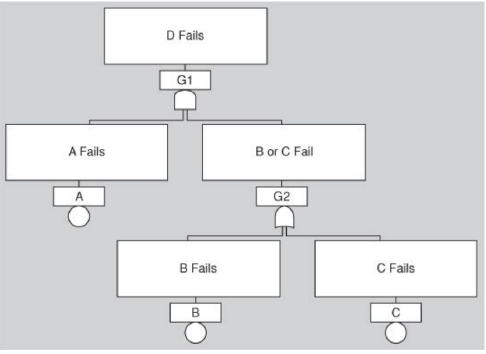 D Fails
G1
A Fails
B or C Fail
A
G2
B Fails
C Fails
B
C